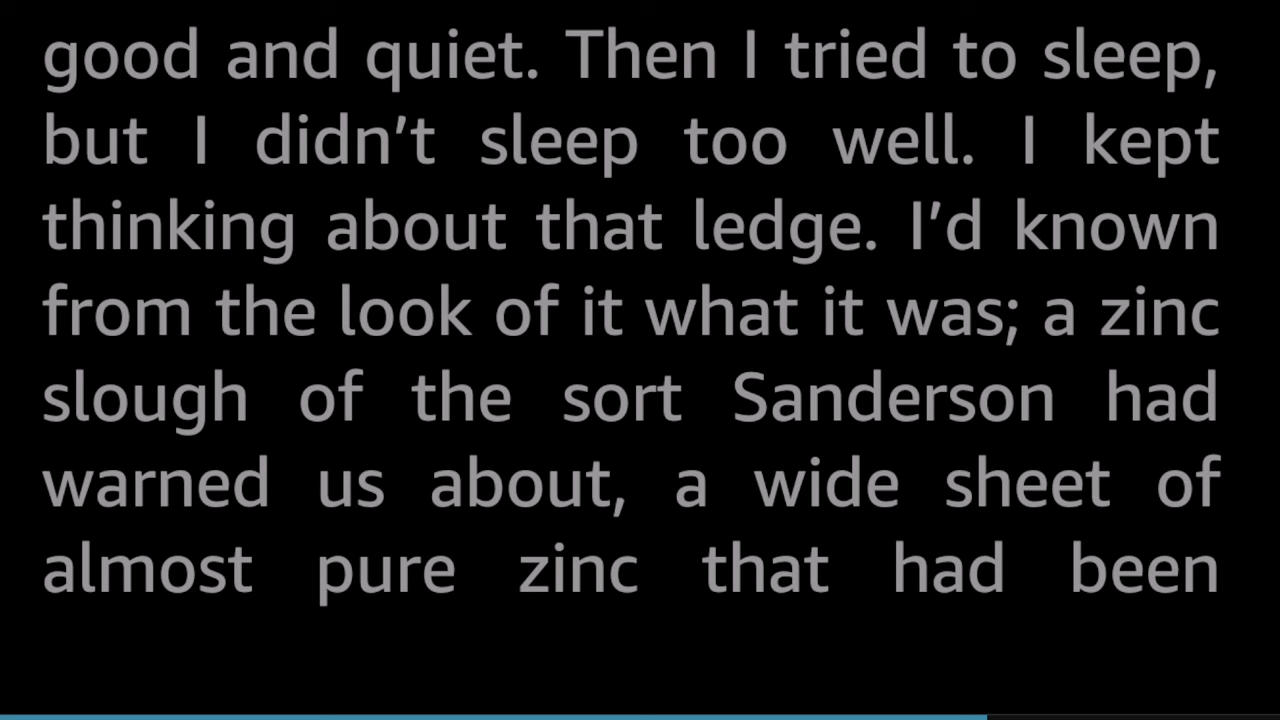 good and quiet. Then I tried to sleep,
but I didn’t sleep too well. I kept
thinking about that ledge. I’d known
from the look of it what it was; a zinc
slough of the sort Sanderson had
warned us about, a wide sheet of
almost pure zinc that had been